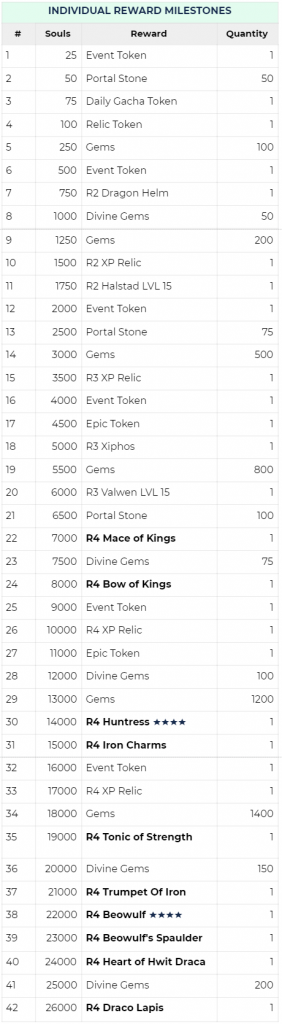 INDIVIDUAL REWARD MILESTONES
# Souls Reward Quantity
1 25 Event Token 1
2 50 Portal Stone 50
3 75 Daily Gacha Token 1
4 100 Relic Token 1
5 250 Gems 100
6 500 Event Token 1
7 750 R2 Dragon Helm 1
8 1000 Divine Gems 50
9 1250 Gems 200
10 1500 R2 XP Relic 1
11 1750 R2 Halstad LVL 15 1
12 2000 Event Token 1
13 2500 Portal Stone 75
14 3000 Gems 500
15 3500 R3 XP Relic 1
16 4000 Event Token 1
17 4500 Epic Token 1
18 5000 R3 Xiphos 1
19 5500 Gems 800
20 6000 R3 Valwen LVL 15 1
21 6500 Portal Stone 100
22 7000 R4 Mace of Kings 1
23 7500 Divine Gems 75
24 8000 R4 Bow of Kings 1
25 9000 Event Token 1
26 10000 R4 XP Relic 1
27 11000 Epic Token 1
28 12000 Divine Gems 100
29 13000 Gems 1200
30 14000 R4 Huntress ★★★★ 1
31 15000 R4 Iron Charms 1
32 16000 Event Token 1
33 17000 R4 XP Relic 1
34 18000 Gems 1400
35 19000 R4 Tonic of Strength 1
36 20000 Divine Gems 150
37 21000 R4 Trumpet Of Iron 1
38 22000 R4 Beowulf ★★★★ 1
39 23000 R4 Beowulf's Spaulder 1
40 24000 R4 Heart of Hwit Draca 1
41 25000 Divine Gems 200
42 26000 R4 Draco Lapis 1